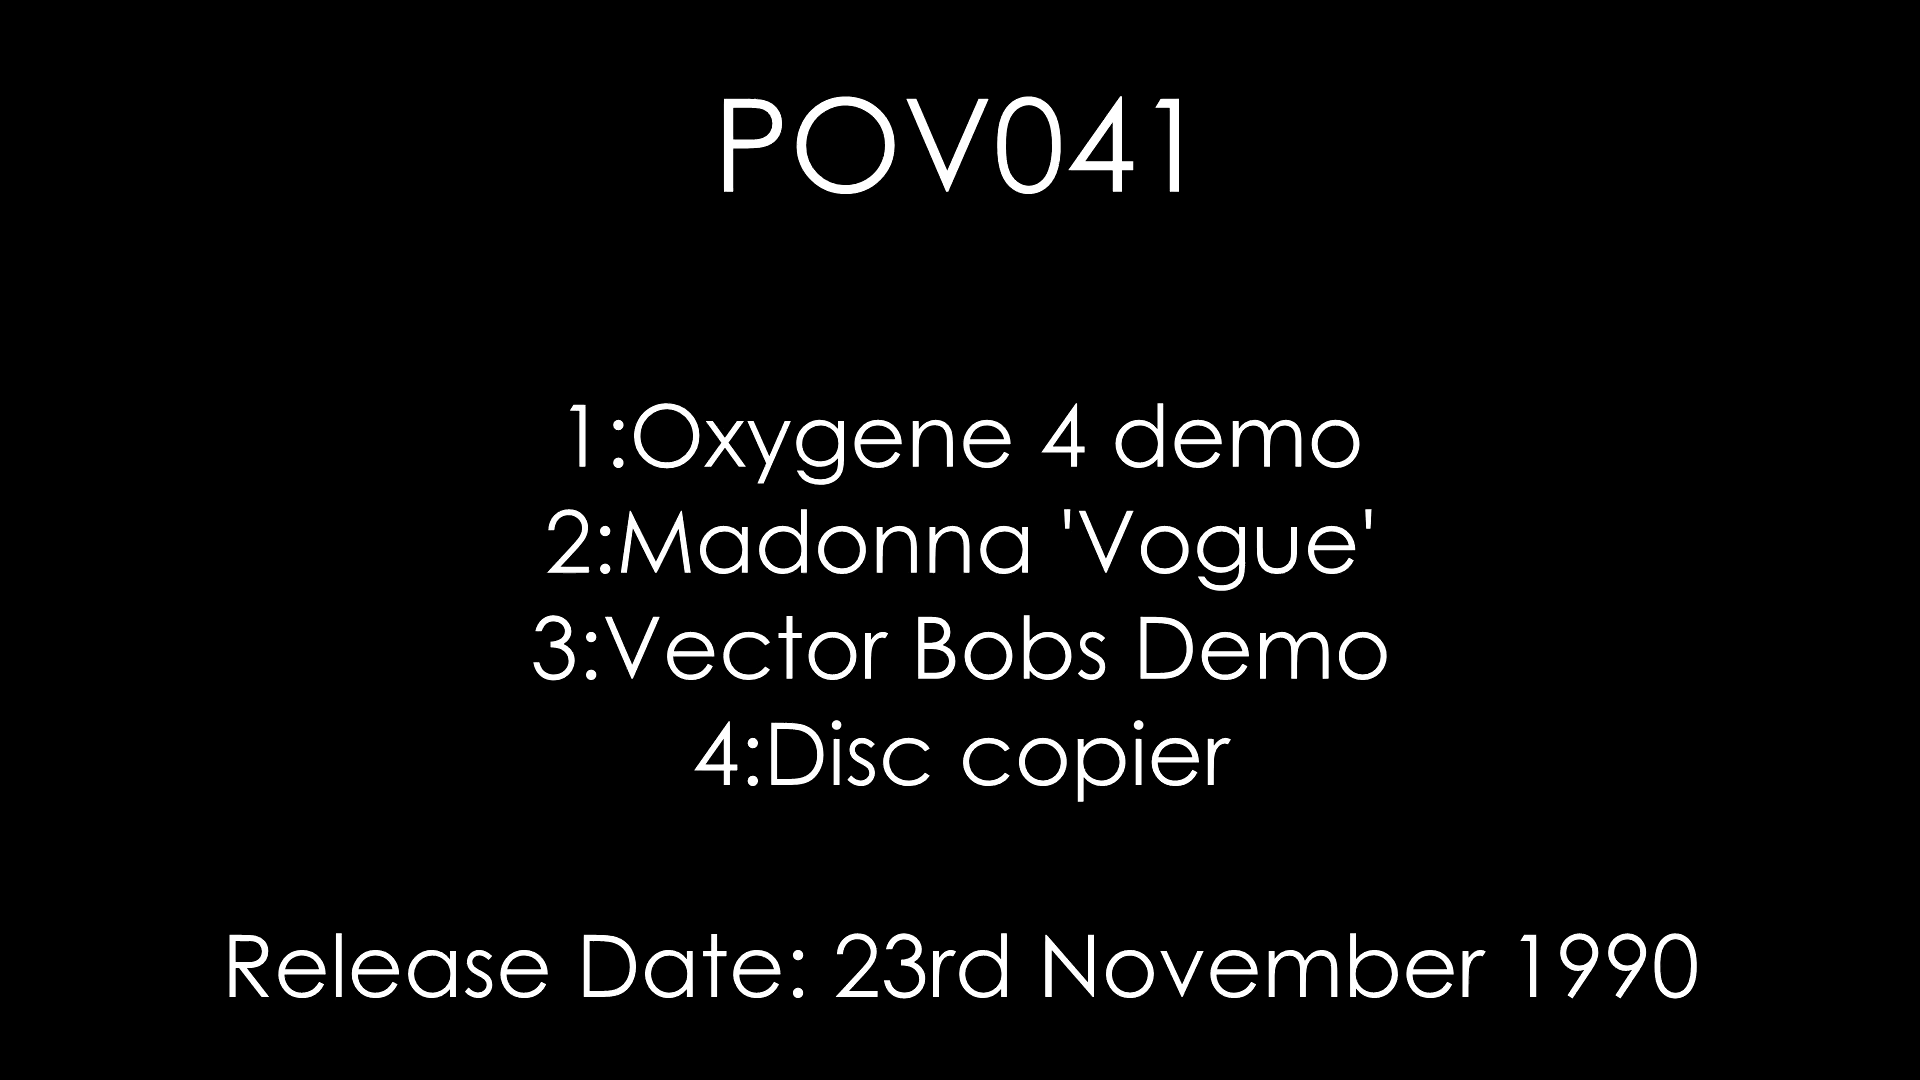 POV041
1:Oxygene 4 demo
2:Madonna 'Vogue'
3:Vector Bobs Demo
4:Disc copier
Release Date: 23rd November 1990